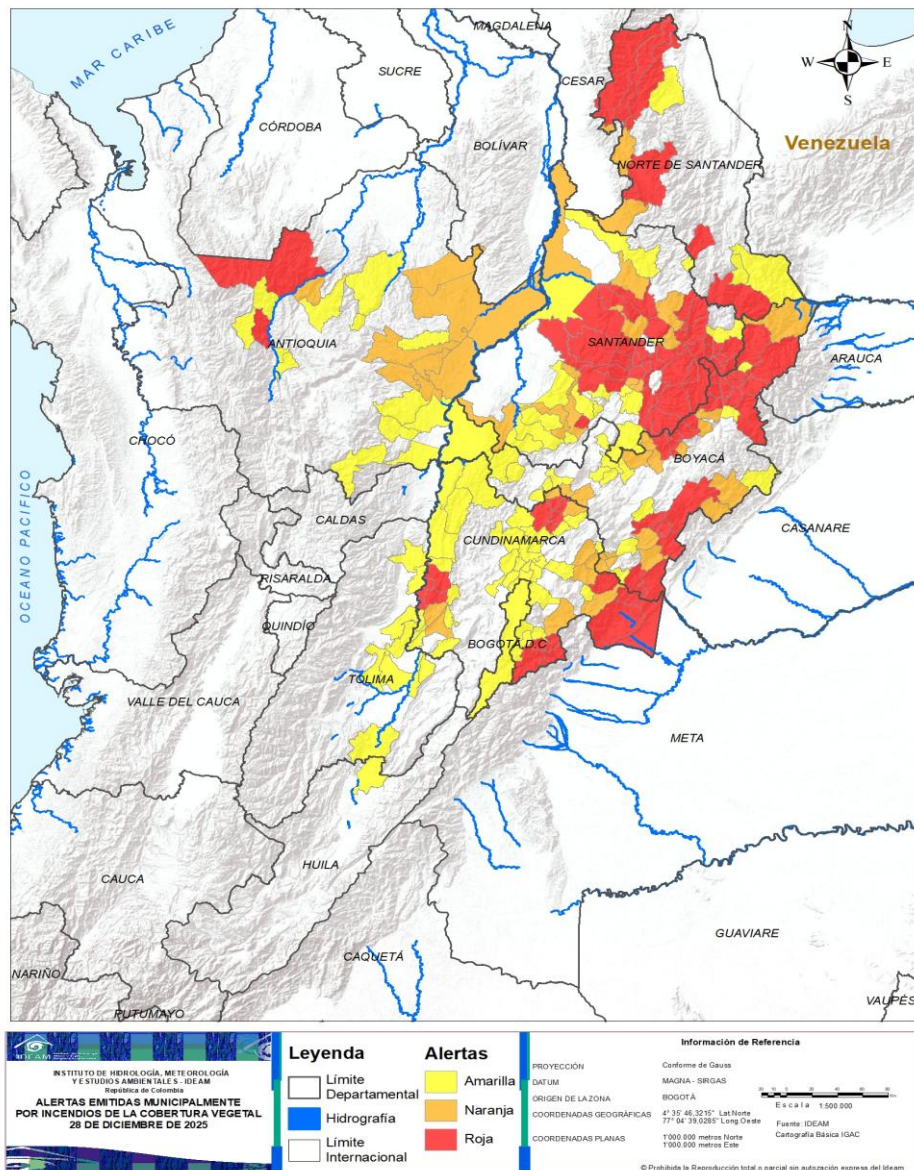 MAR CARIBE
MAGDALENA
N
W
E
S
SUCRE
CESAR
CÓRDOBA
BOLÍVAR
NORTE DE SANTANDER
Venezuela
ANTIOQUIA
SANTANDER
ARAUCA
CHOCÓ
BOYACÁ
CALDAS
CUNDINAMARCA
CASANARE
OCEANO PACIFICO
RISARALDA
QUINDÍO
BOGOTÁ, D.C
TOLIMA
VALLE DEL CAUCA
META
HUILA
CAUCA
GUAVIARE
CAQUETÁ
NARIÑO
VAUPÉS
PUTUMAYO
IDEAM
INSTITUTO DE HIDROLOGÍA, METEOROLOGÍA
Y ESTUDIOS AMBIENTALES - IDEAM
República de Colombia
ALERTAS EMITIDAS MUNICIPALMENTE
POR INCENDIOS DE LA COBERTURA VEGETAL
28 DE DICIEMBRE DE 2025
Leyenda
Límite
Departamental
Hidrografía
Límite
Internacional
Alertas
Amarilla
Naranja
Roja
Información de Referencia
PROYECCIÓN Conforme de Gauss
DATUM MAGNA - SIRGAS
ORIGEN DE LA ZONA BOGOTÁ
COORDENADAS GEOGRÁFICAS 4° 35' 46,3215" Lat Norte
77° 04' 39,0285" Long Oeste
COORDENADAS PLANAS 1'000.000 metros Norte
1'000.000 metros Este
Escala 1:500.000
Fuente: IDEAM
Cartografía Básica IGAC
© Prohibida la Reproducción total o parcial sin autozación expresa del Ideam